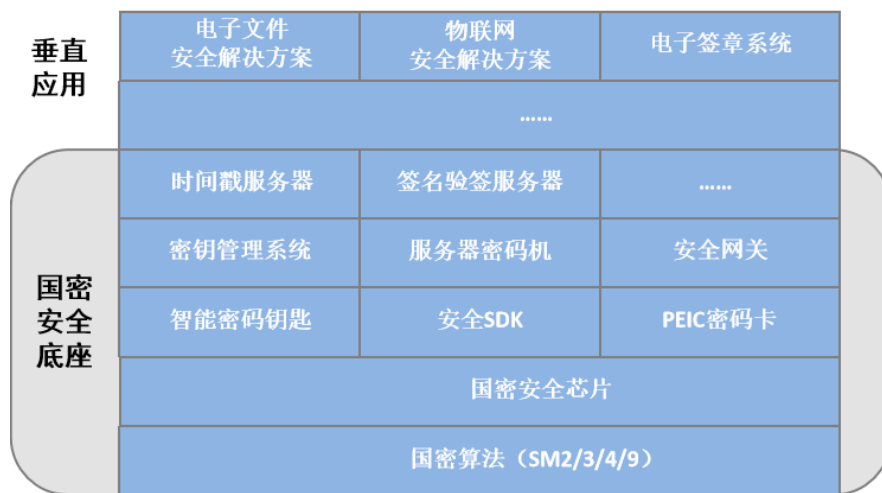 垂直
应用
电子文件
安全解决方案
物联网
安全解决方案
电子签章系统
......
国密
安全
底座
时间戳服务器
签名验签服务器
......
密钥管理系统
服务器密码机
安全网关
智能密码钥匙
安全SDK
PEIC密码卡
国密安全芯片
国密算法（SM2/3/4/9）